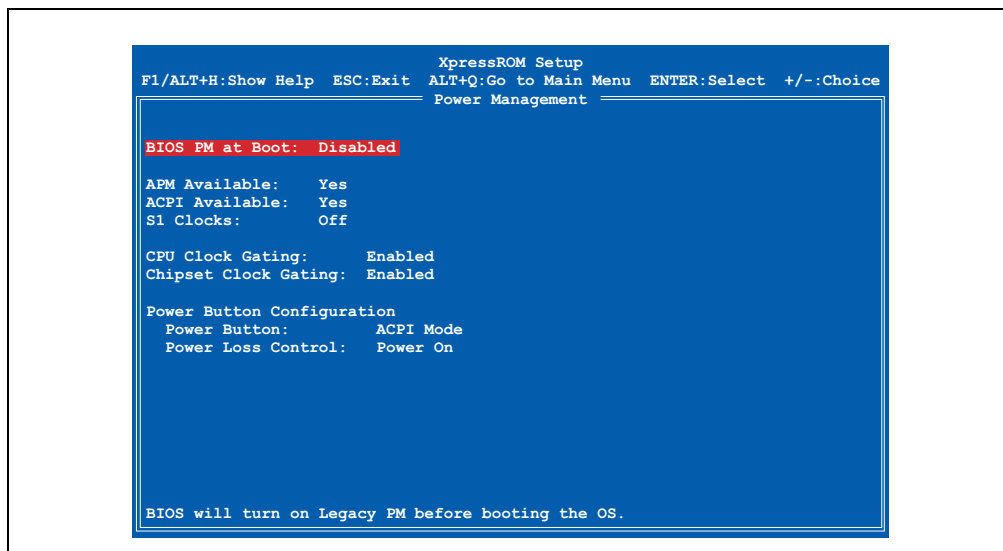 XpressROM Setup
F1/ALT+H:Show Help ESC:Exit ALT+Q:Go to Main Menu ENTER:Select +/-:Choice
Power Management
BIOS PM at Boot: Disabled
APM Available: Yes
ACPI Available: Yes
S1 Clocks: Off
CPU Clock Gating: Enabled
Chipset Clock Gating: Enabled
Power Button Configuration
Power Button: ACPI Mode
Power Loss Control: Power On
BIOS will turn on Legacy PM before booting the OS.